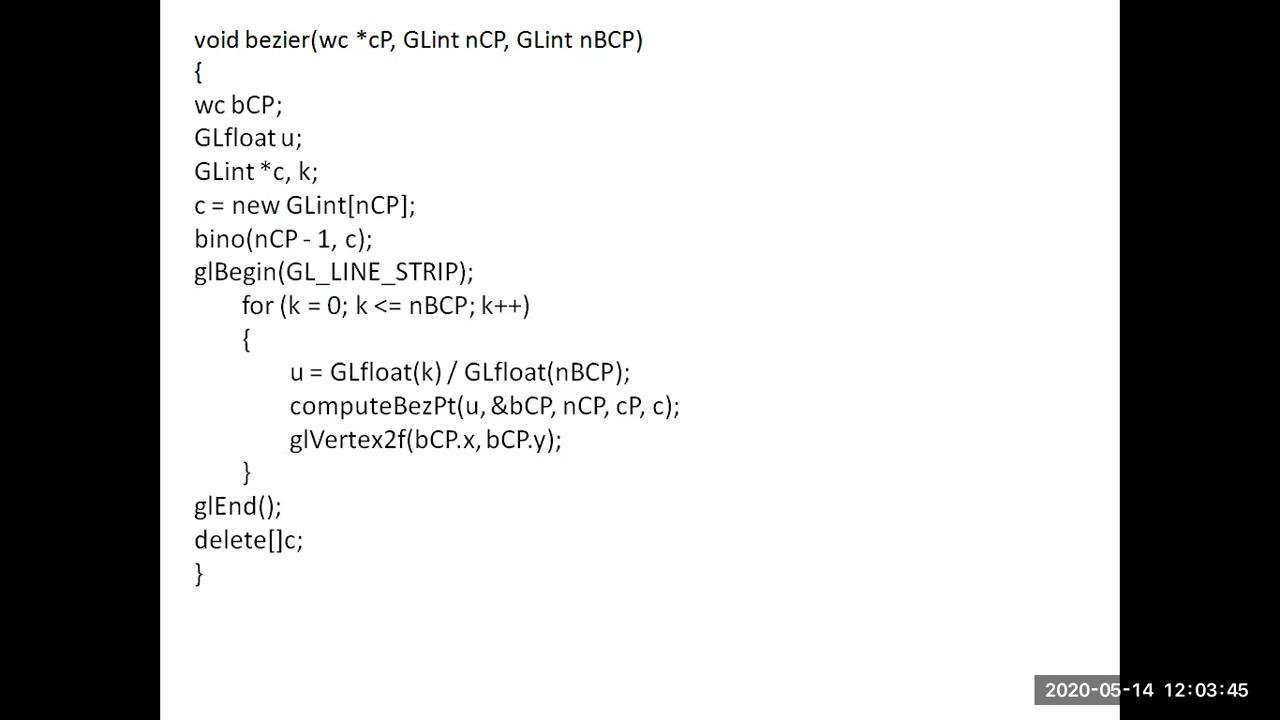 void bezier(wc *cP, GLint nCP, GLint nBCP)
{
wc bCP;
GLfloat u;
GLint *c, k;
c = new GLint[nCP];
bino(nCP - 1, c);
glBegin(GL_LINE_STRIP);
for (k = 0; k <= nBCP; k++)
{
u = GLfloat(k) / GLfloat(nBCP);
computeBezPt(u, &bCP, nCP, cP, c);
glVertex2f(bCP.x, bCP.y);
}
glEnd();
delete[]c;
}
2020-05-14 12:03:45